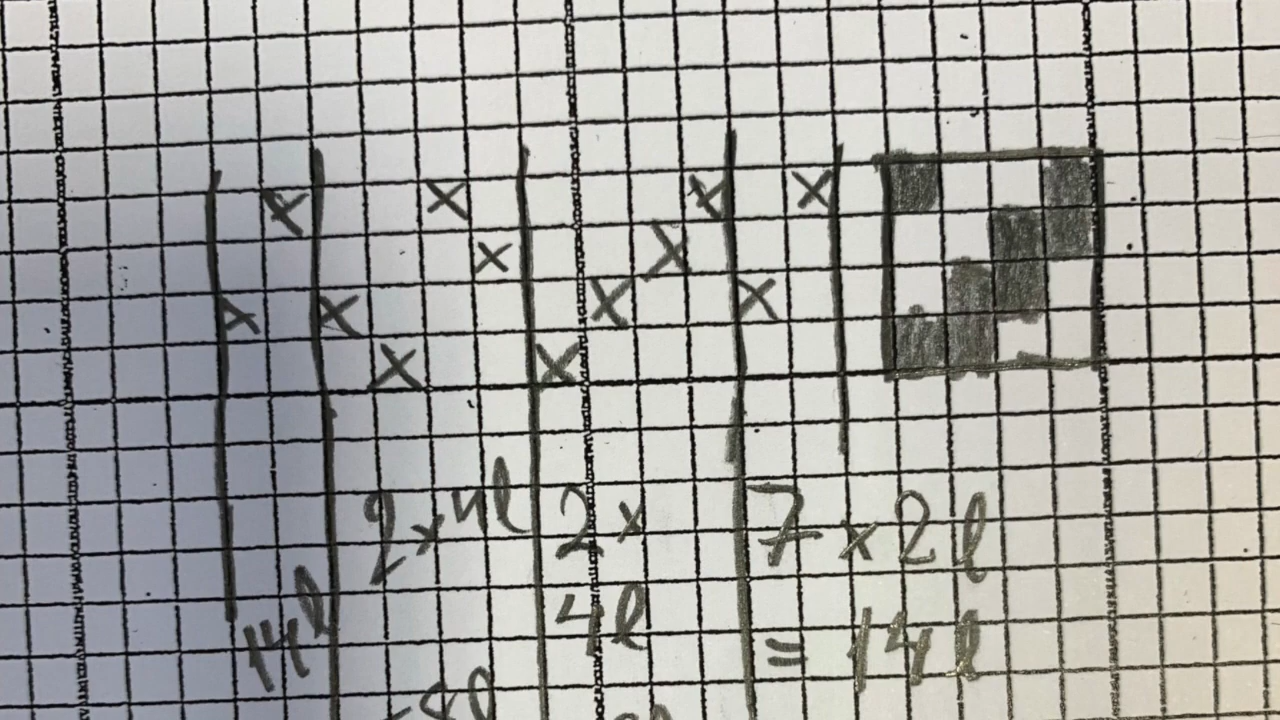 x x x x
x x
x x x x
x x
2x4l 2x 7x2l
14l 4l = 14l